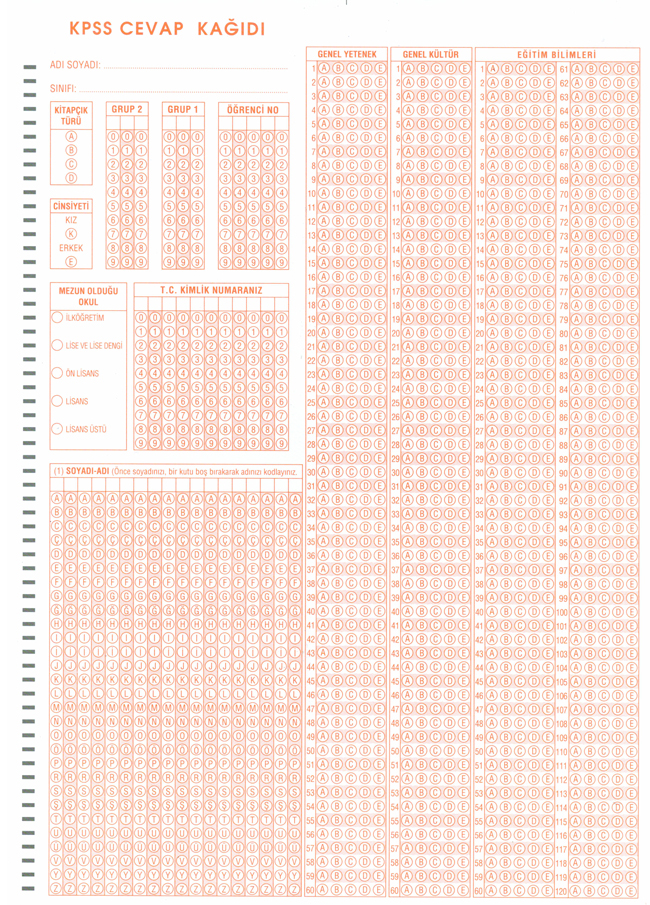 KPSS CEVAP KAĞIDI
ADI SOYADI:
SINIFI:
KİTAPÇIK
TÜRÜ
A
B
C
D
CİNSİYETİ
KIZ
K
ERKEK
E
GRUP 2 GRUP 1 ÖĞRENCİ NO
0 0 0 0 0 0 0 0 0 0 0
1 1 1 1 1 1 1 1 1 1 1
2 2 2 2 2 2 2 2 2 2 2
3 3 3 3 3 3 3 3 3 3 3
4 4 4 4 4 4 4 4 4 4 4
5 5 5 5 5 5 5 5 5 5 5
6 6 6 6 6 6 6 6 6 6 6
7 7 7 7 7 7 7 7 7 7 7
8 8 8 8 8 8 8 8 8 8 8
9 9 9 9 9 9 9 9 9 9 9
MEZUN OLDUĞU
OKUL
İLKÖĞRETİM
LİSE VE LİSE DENGİ
ÖN LİSANS
LİSANS
LİSANS ÜSTÜ
T.C. KİMLİK NUMARANIZ
0 0 0 0 0 0 0 0 0 0 0
1 1 1 1 1 1 1 1 1 1 1
2 2 2 2 2 2 2 2 2 2 2
3 3 3 3 3 3 3 3 3 3 3
4 4 4 4 4 4 4 4 4 4 4
5 5 5 5 5 5 5 5 5 5 5
6 6 6 6 6 6 6 6 6 6 6
7 7 7 7 7 7 7 7 7 7 7
8 8 8 8 8 8 8 8 8 8 8
9 9 9 9 9 9 9 9 9 9 9
(1) SOYADI-ADI (Önce soyadınızı, bir kutu boş bırakarak adınızı kodlayınız.
A A A A A A A A A A A A A A A A A A
B B B B B B B B B B B B B B B B B B
C C C C C C C C C C C C C C C C C C
Ç Ç Ç Ç Ç Ç Ç Ç Ç Ç Ç Ç Ç Ç Ç Ç Ç Ç
D D D D D D D D D D D D D D D D D D
E E E E E E E E E E E E E E E E E E
F F F F F F F F F F F F F F F F F F
G G G G G G G G G G G G G G G G G G
Ğ Ğ Ğ Ğ Ğ Ğ Ğ Ğ Ğ Ğ Ğ Ğ Ğ Ğ Ğ Ğ Ğ Ğ
H H H H H H H H H H H H H H H H H H
I I I I I I I I I I I I I I I I I I
İ İ İ İ İ İ İ İ İ İ İ İ İ İ İ İ İ İ
J J J J J J J J J J J J J J J J J J
K K K K K K K K K K K K K K K K K K
L L L L L L L L L L L L L L L L L L
M M M M M M M M M M M M M M M M M M
N N N N N N N N N N N N N N N N N N
O O O O O O O O O O O O O O O O O O
Ö Ö Ö Ö Ö Ö Ö Ö Ö Ö Ö Ö Ö Ö Ö Ö Ö Ö
P P P P P P P P P P P P P P P P P P
R R R R R R R R R R R R R R R R R R
S S S S S S S S S S S S S S S S S S
Ş Ş Ş Ş Ş Ş Ş Ş Ş Ş Ş Ş Ş Ş Ş Ş Ş Ş
T T T T T T T T T T T T T T T T T T
U U U U U U U U U U U U U U U U U U
Ü Ü Ü Ü Ü Ü Ü Ü Ü Ü Ü Ü Ü Ü Ü Ü Ü Ü
V V V V V V V V V V V V V V V V V V
Y Y Y Y Y Y Y Y Y Y Y Y Y Y Y Y Y Y
Z Z Z Z Z Z Z Z Z Z Z Z Z Z Z Z Z Z
GENEL YETENEK GENEL KÜLTÜR EĞİTİM BİLİMLERİ
1 A B C D E 1 A B C D E 1 A B C D E 61 A B C D E
2 A B C D E 2 A B C D E 2 A B C D E 62 A B C D E
3 A B C D E 3 A B C D E 3 A B C D E 63 A B C D E
4 A B C D E 4 A B C D E 4 A B C D E 64 A B C D E
5 A B C D E 5 A B C D E 5 A B C D E 65 A B C D E
6 A B C D E 6 A B C D E 6 A B C D E 66 A B C D E
7 A B C D E 7 A B C D E 7 A B C D E 67 A B C D E
8 A B C D E 8 A B C D E 8 A B C D E 68 A B C D E
9 A B C D E 9 A B C D E 9 A B C D E 69 A B C D E
10 A B C D E 10 A B C D E 10 A B C D E 70 A B C D E
11 A B C D E 11 A B C D E 11 A B C D E 71 A B C D E
12 A B C D E 12 A B C D E 12 A B C D E 72 A B C D E
13 A B C D E 13 A B C D E 13 A B C D E 73 A B C D E
14 A B C D E 14 A B C D E 14 A B C D E 74 A B C D E
15 A B C D E 15 A B C D E 15 A B C D E 75 A B C D E
16 A B C D E 16 A B C D E 16 A B C D E 76 A B C D E
17 A B C D E 17 A B C D E 17 A B C D E 77 A B C D E
18 A B C D E 18 A B C D E 18 A B C D E 78 A B C D E
19 A B C D E 19 A B C D E 19 A B C D E 79 A B C D E
20 A B C D E 20 A B C D E 20 A B C D E 80 A B C D E
21 A B C D E 21 A B C D E 21 A B C D E 81 A B C D E
22 A B C D E 22 A B C D E 22 A B C D E 82 A B C D E
23 A B C D E 23 A B C D E 23 A B C D E 83 A B C D E
24 A B C D E 24 A B C D E 24 A B C D E 84 A B C D E
25 A B C D E 25 A B C D E 25 A B C D E 85 A B C D E
26 A B C D E 26 A B C D E 26 A B C D E 86 A B C D E
27 A B C D E 27 A B C D E 27 A B C D E 87 A B C D E
28 A B C D E 28 A B C D E 28 A B C D E 88 A B C D E
29 A B C D E 29 A B C D E 29 A B C D E 89 A B C D E
30 A B C D E 30 A B C D E 30 A B C D E 90 A B C D E
31 A B C D E 31 A B C D E 31 A B C D E 91 A B C D E
32 A B C D E 32 A B C D E 32 A B C D E 92 A B C D E
33 A B C D E 33 A B C D E 33 A B C D E 93 A B C D E
34 A B C D E 34 A B C D E 34 A B C D E 94 A B C D E
35 A B C D E 35 A B C D E 35 A B C D E 95 A B C D E
36 A B C D E 36 A B C D E 36 A B C D E 96 A B C D E
37 A B C D E 37 A B C D E 37 A B C D E 97 A B C D E
38 A B C D E 38 A B C D E 38 A B C D E 98 A B C D E
39 A B C D E 39 A B C D E 39 A B C D E 99 A B C D E
40 A B C D E 40 A B C D E 40 A B C D E 100 A B C D E
41 A B C D E 41 A B C D E 41 A B C D E 101 A B C D E
42 A B C D E 42 A B C D E 42 A B C D E 102 A B C D E
43 A B C D E 43 A B C D E 43 A B C D E 103 A B C D E
44 A B C D E 44 A B C D E 44 A B C D E 104 A B C D E
45 A B C D E 45 A B C D E 45 A B C D E 105 A B C D E
46 A B C D E 46 A B C D E 46 A B C D E 106 A B C D E
47 A B C D E 47 A B C D E 47 A B C D E 107 A B C D E
48 A B C D E 48 A B C D E 48 A B C D E 108 A B C D E
49 A B C D E 49 A B C D E 49 A B C D E 109 A B C D E
50 A B C D E 50 A B C D E 50 A B C D E 110 A B C D E
51 A B C D E 51 A B C D E 51 A B C D E 111 A B C D E
52 A B C D E 52 A B C D E 52 A B C D E 112 A B C D E
53 A B C D E 53 A B C D E 53 A B C D E 113 A B C D E
54 A B C D E 54 A B C D E 54 A B C D E 114 A B C D E
55 A B C D E 55 A B C D E 55 A B C D E 115 A B C D E
56 A B C D E 56 A B C D E 56 A B C D E 116 A B C D E
57 A B C D E 57 A B C D E 57 A B C D E 117 A B C D E
58 A B C D E 58 A B C D E 58 A B C D E 118 A B C D E
59 A B C D E 59 A B C D E 59 A B C D E 119 A B C D E
60 A B C D E 60 A B C D E 60 A B C D E 120 A B C D E